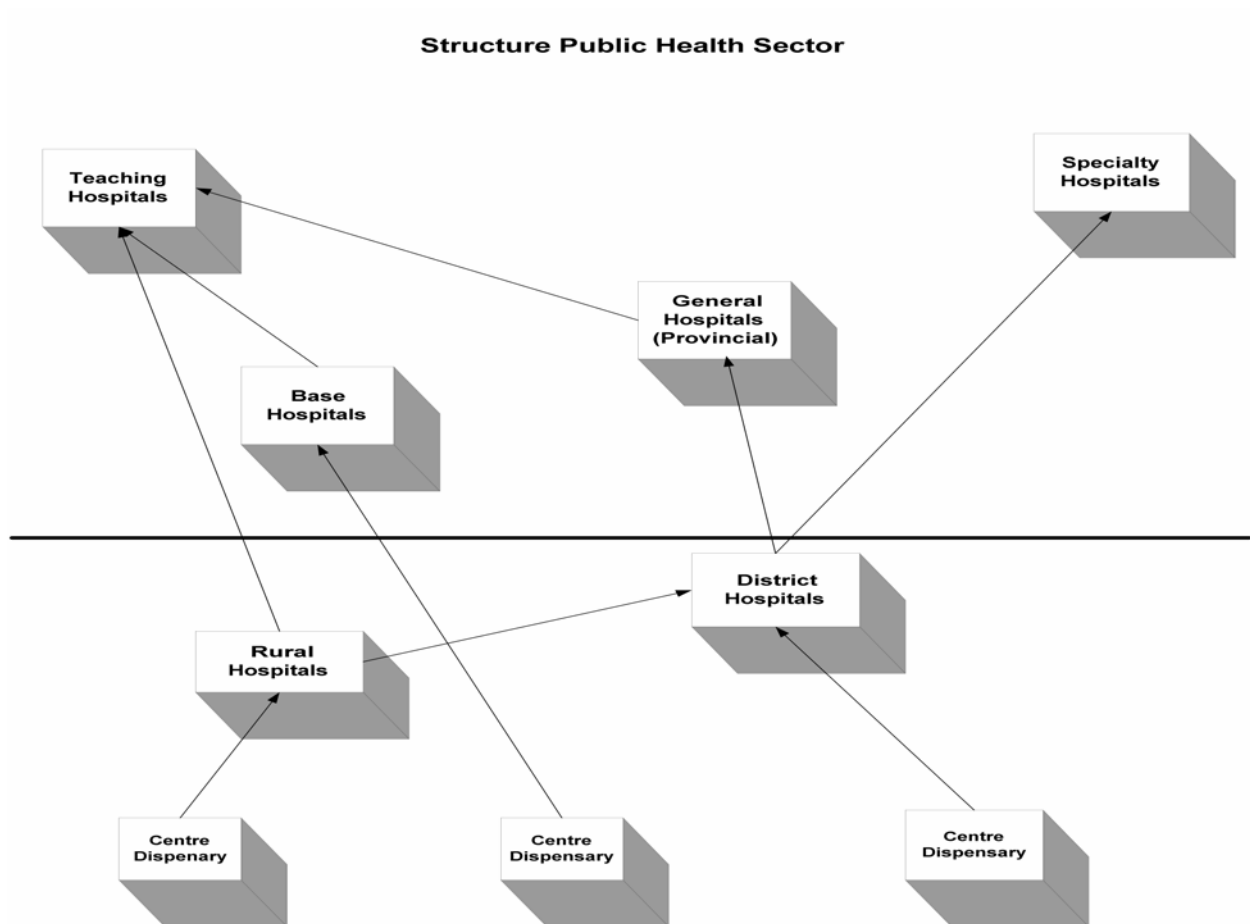 Structure Public Health Sector
Teaching
Hospitals
Specialty
Hospitals
General
Hospitals
(Provincial)
Base
Hospitals
District
Hospitals
Rural
Hospitals
Centre
Dispenary
Centre
Dispensary
Centre
Dispensary